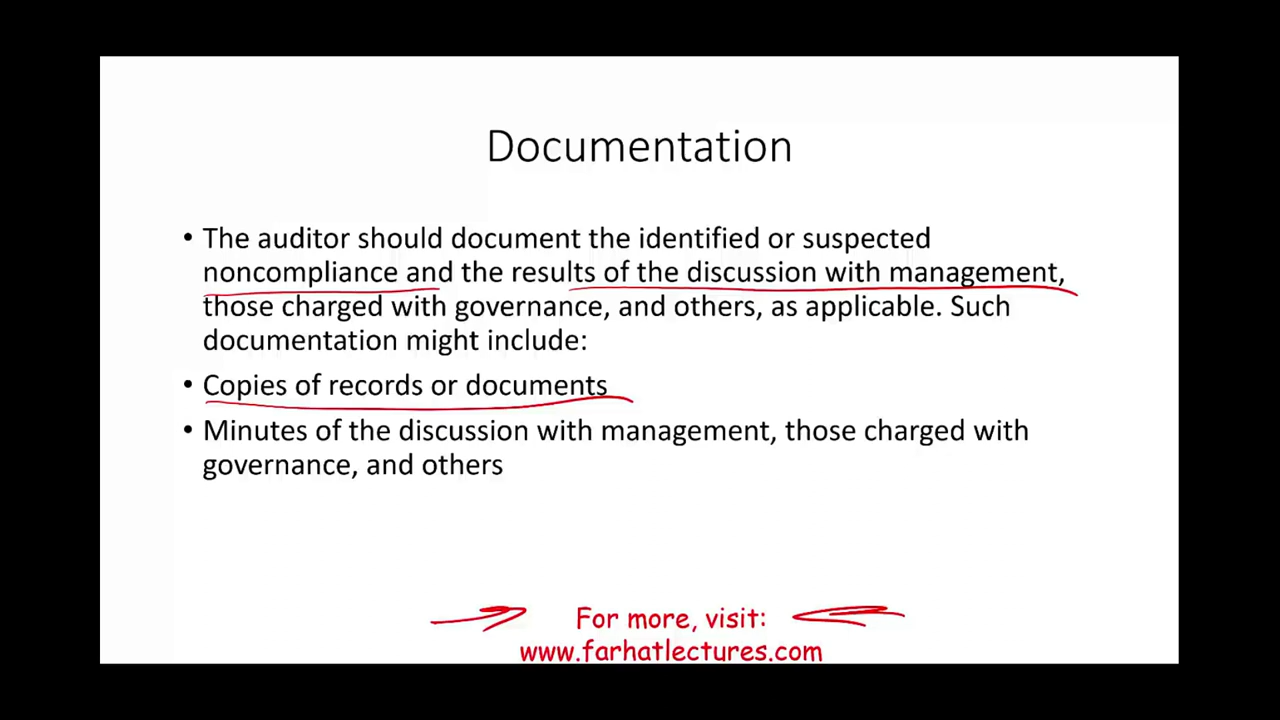 Documentation
• The auditor should document the identified or suspected
noncompliance and the results of the discussion with management,
those charged with governance, and others, as applicable. Such
documentation might include:
• Copies of records or documents
• Minutes of the discussion with management, those charged with
governance, and others
For more, visit:
www.farhatlectures.com